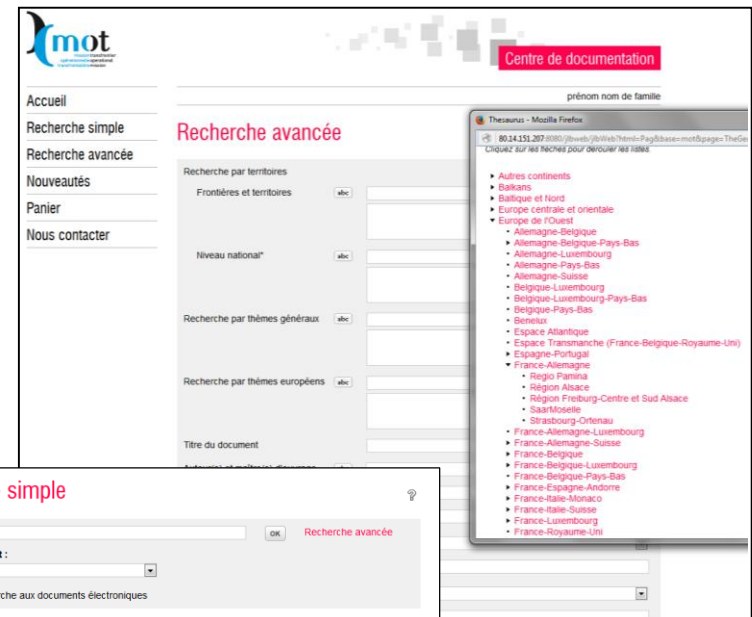 mot
Centre de documentation
prénom nom de famille
Accueil
Recherche simple
Recherche avancée
Nouveautés
Panier
Nous contacter
Recherche avancée
Recherche par territoires
Frontières et territoires
abc
Niveau national*
abc
Recherche par thèmes généraux
abc
Recherche par thèmes européens
abc
Titre du document
Thesaurus - Mozilla Firefox
80.14.151.207:8080/jlbweb/jlbWeb?html=Pag&base=mot&page=TheGe
Cliquez sur les flèches pour dérouler les listes.
Autres continents
Balkans
Baltique et Nord
Europe centrale et orientale
Europe de l'Ouest
Allemagne-Belgique
Allemagne-Belgique-Pays-Bas
Allemagne-Luxembourg
Allemagne-Pays-Bas
Allemagne-Suisse
Belgique-Luxembourg
Belgique-Luxembourg-Pays-Bas
Belgique-Pays-Bas
Benelux
Espace Atlantique
Espace Transmanche (France-Belgique-Royaume-Uni)
Espagne-Portugal
France-Allemagne
Regio Pamina
Région Alsace
Région Freiburg-Centre et Sud Alsace
SaarMoselle
Strasbourg-Ortenau
France-Allemagne-Luxembourg
France-Allemagne-Suisse
France-Belgique
France-Belgique-Luxembourg
France-Belgique-Pays-Bas
France-Espagne-Andorre
France-Italie-Monaco
France-Italie-Suisse
France-Luxembourg
France-Royaume-Uni
simple
?
OK
Recherche avancée
t :
rche aux documents électroniques